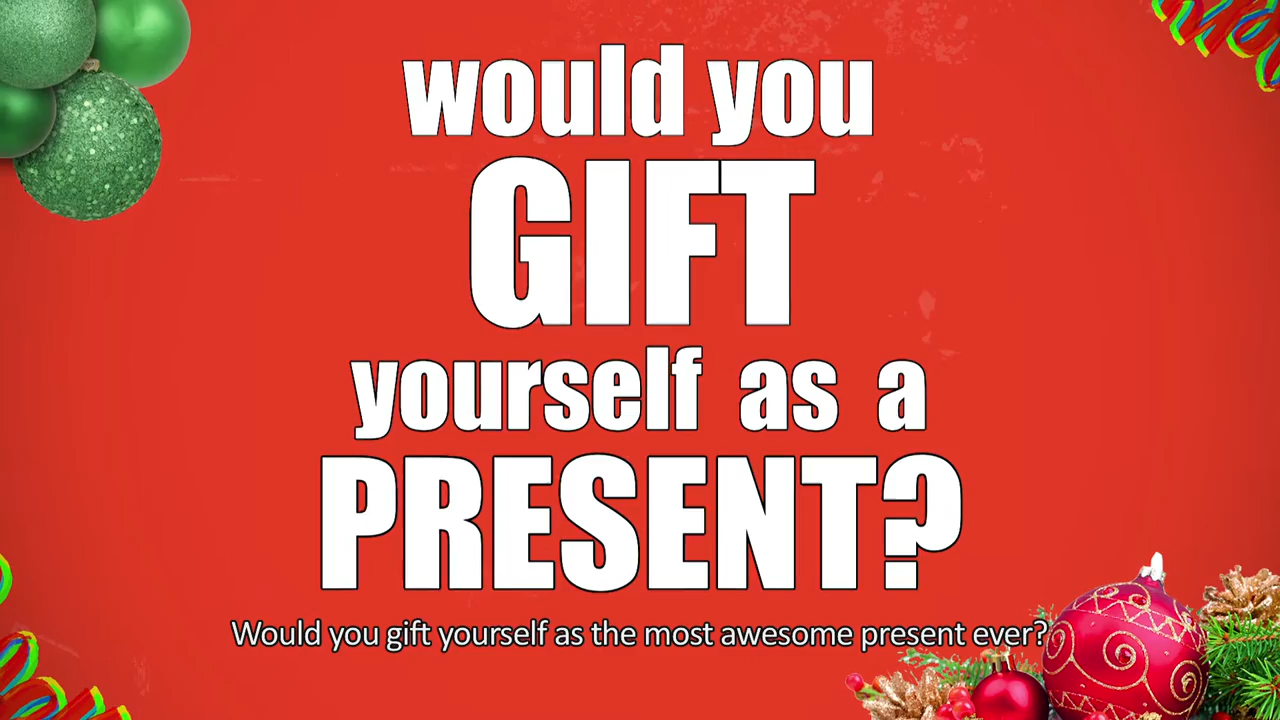 would you
GIFT
yourself as a
PRESENT?
Would you gift yourself as the most awesome present ever?